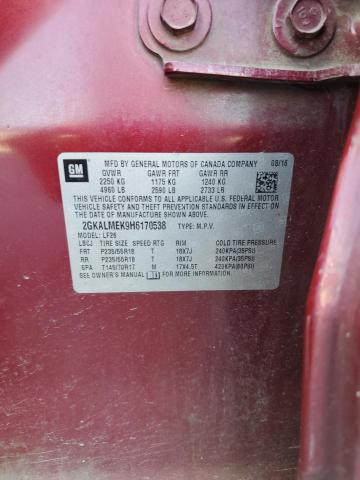 GM
MFD BY GENERAL MOTORS OF CANADA COMPANY 08/16
GVWR GAWR FRT GAWR RR
2250 KG 1175 KG 1240 KG
4960 LB 2590 LB 2733 LB
THIS VEHICLE CONFORMS TO ALL APPLICABLE U.S. FEDERAL MOTOR
VEHICLE SAFETY AND THEFT PREVENTION STANDARDS IN EFFECT
ON THE DATE OF MANUFACTURE SHOWN ABOVE.
2GKALMEK9H6170538 TYPE: M.P.V.
MODEL: LF26
LBCJ TIRE SIZE SPEED RTG RIM COLD TIRE PRESSURE
FRT P235/55R18 T 18X7J 240KPA(35PSI)
RR P235/55R18 T 18X7J 240KPA(35PSI)
SPA T145/70R17 M 17X4.5T 420KPA(60PSI)
SEE OWNER'S MANUAL FOR MORE INFORMATION.